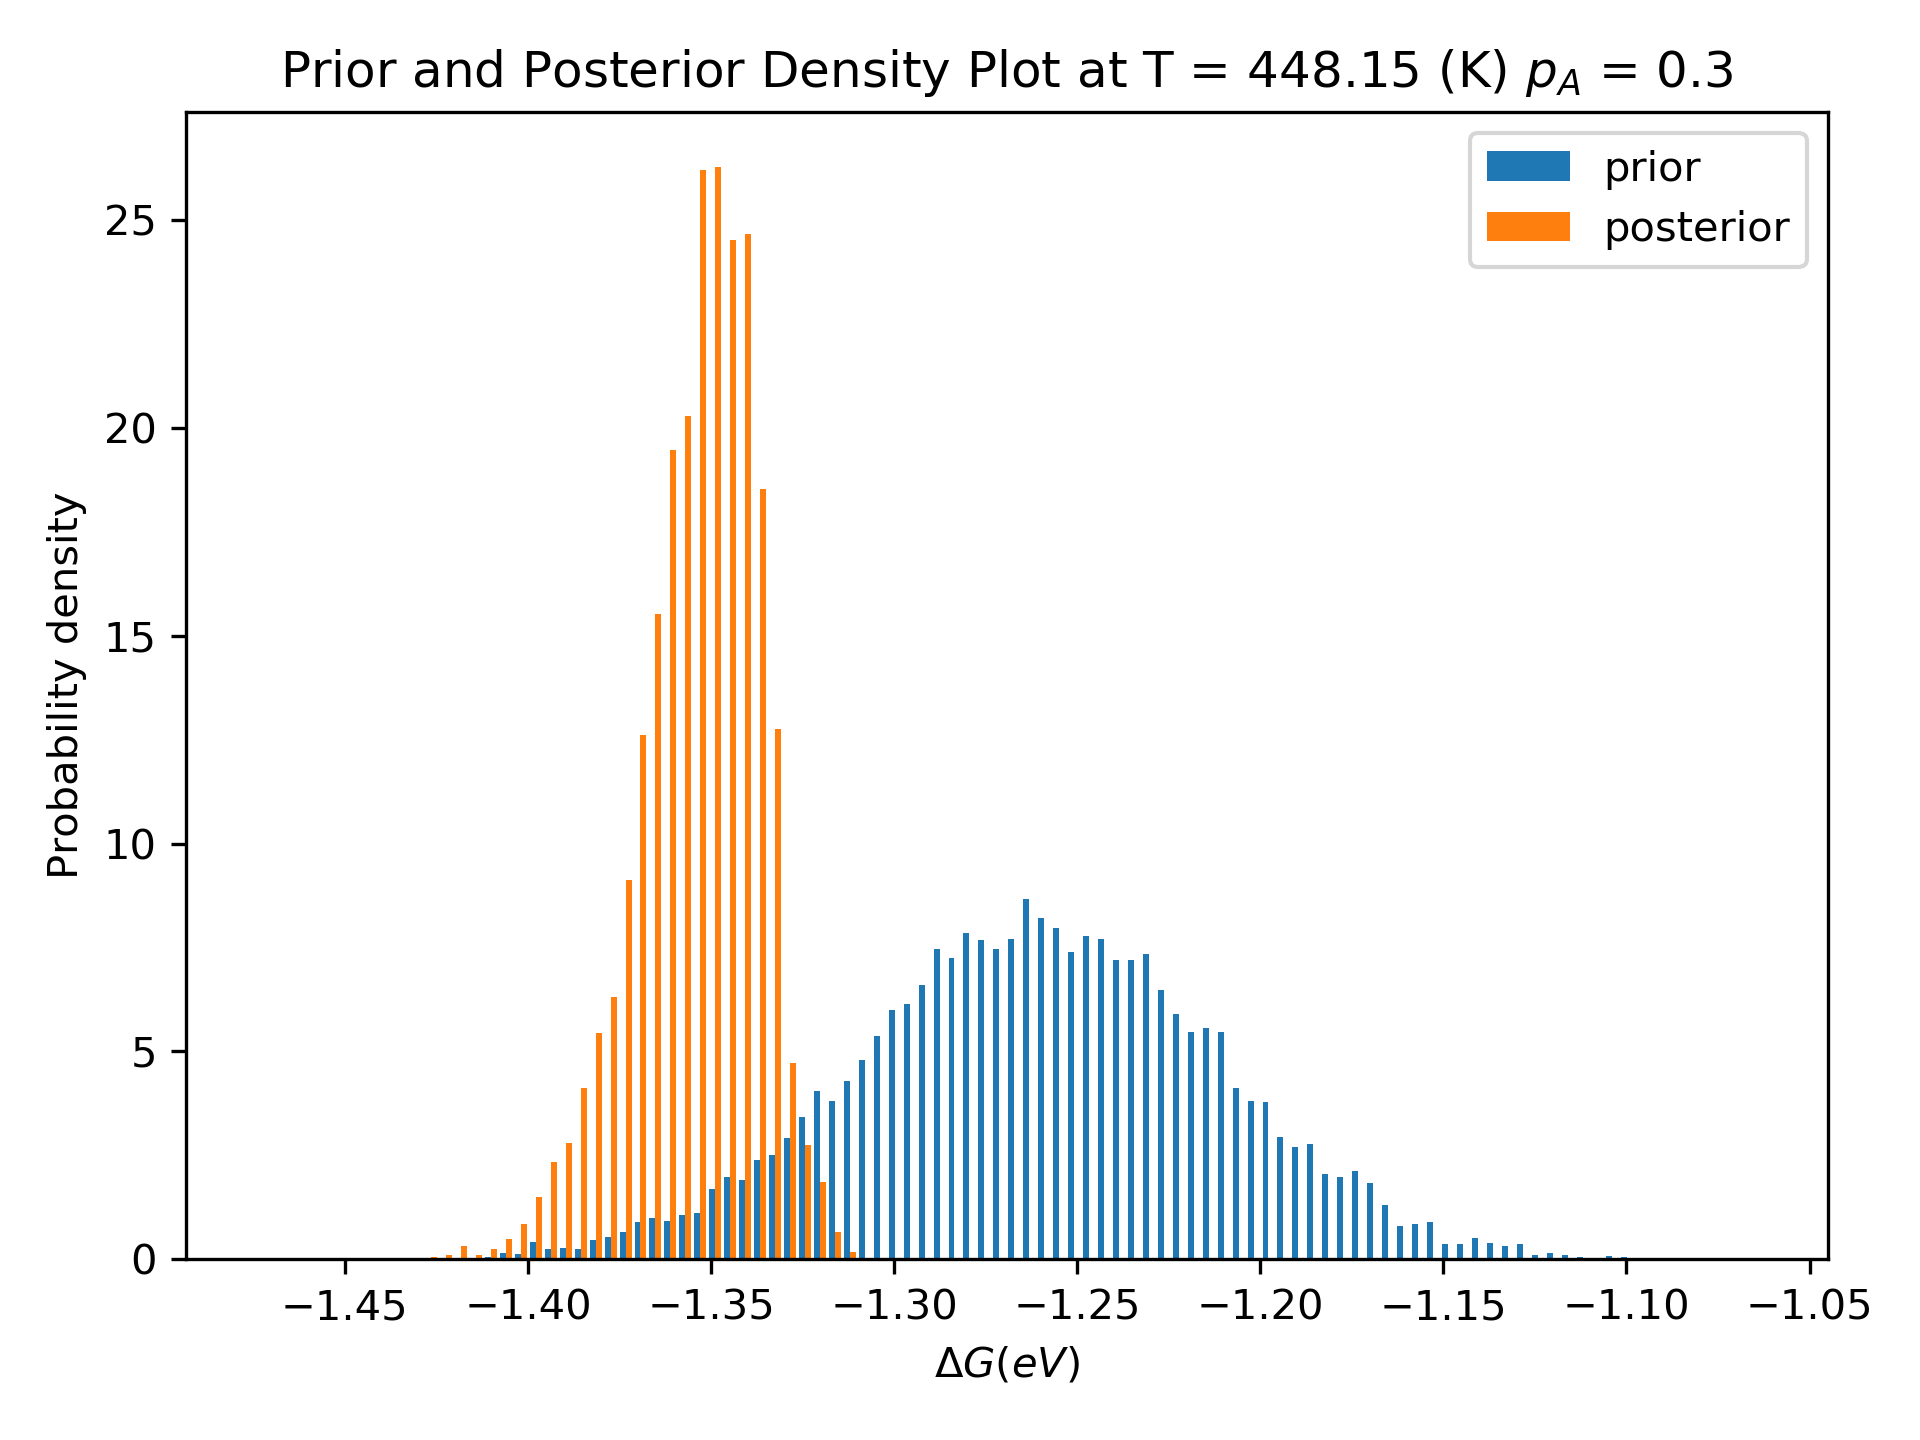 Prior and Posterior Density Plot at T = 448.15 (K) p_A = 0.3
prior
posterior
Probability density
25
20
15
10
5
0
−1.45 −1.40 −1.35 −1.30 −1.25 −1.20 −1.15 −1.10 −1.05
ΔG(eV)